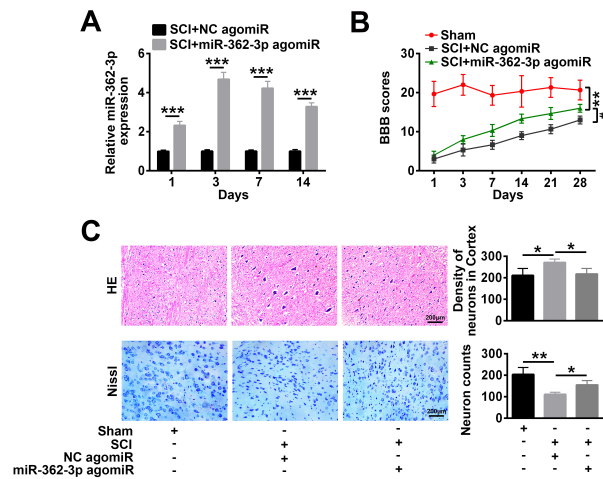 A
SCI+NC agomiR
SCI+miR-362-3p agomiR
Relative miR-362-3p
expression
8
6
4
2
0
*** *** *** ***
1 3 7 14
Days
B
Sham
SCI+NC agomiR
SCI+miR-362-3p agomiR
BBB scores
30
20
10
0
**
*
1 3 7 14 21 28
Days
C
HE
200μm
Nissl
200μm
Density of
neurons in Cortex
300
200
100
0
* *
Neuron counts
300
200
100
0
** *
Sham + - - + - -
SCI - + + - + +
NC agomiR - + - - + -
miR-362-3p agomiR - - + - - +